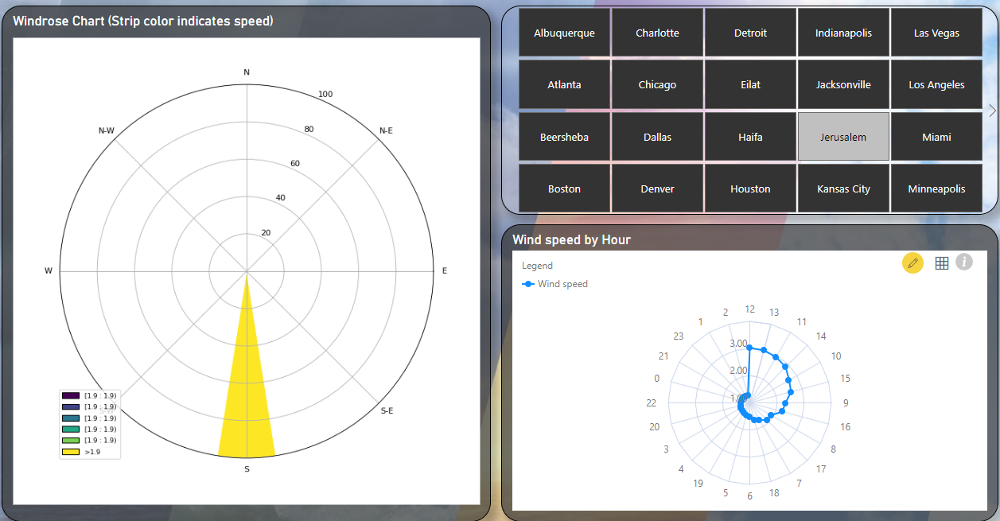 Windrose Chart (Strip color indicates speed)
N
100
N-W
80
N-E
60
40
20
W
E
[1.9 : 1.9)
[1.9 : 1.9)
S-W
[1.9 : 1.9)
[1.9 : 1.9)
[1.9 : 1.9)
>1.9
S-E
S
Albuquerque Charlotte Detroit Indianapolis Las Vegas
Atlanta Chicago Eilat Jacksonville Los Angeles
Beersheba Dallas Haifa Jerusalem Miami
Boston Denver Houston Kansas City Minneapolis
Wind speed by Hour
Legend
Wind speed
12
2 13
1 11
23 14
3.00
21 10
2.00
0 15
1.00
22 9
20 16
3 8
4 17
19 7
5 18
6